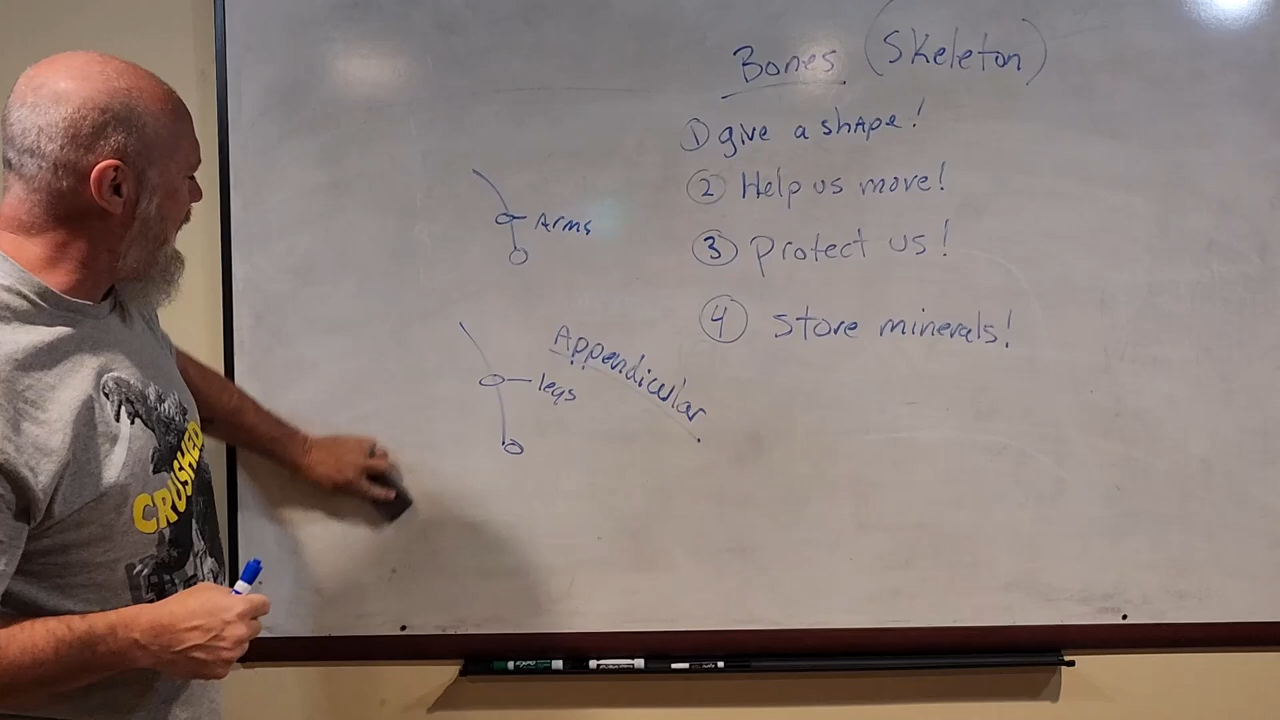 Bones (Skeleton)
① give a shape!
② Help us move!
③ Protect us!
④ Store minerals!
Arms
legs
Appendicular
CRUSHED
EXPO